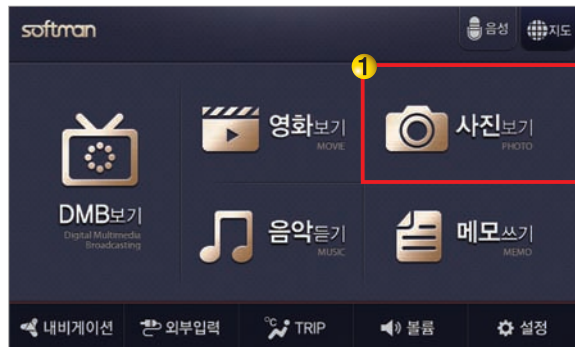 softman
음성
지도
1
영화보기
MOVIE
사진보기
PHOTO
DMB보기
Digital Multimedia
Broadcasting
음악듣기
MUSIC
메모쓰기
MEMO
내비게이션
외부입력
°C TRIP
볼륨
설정